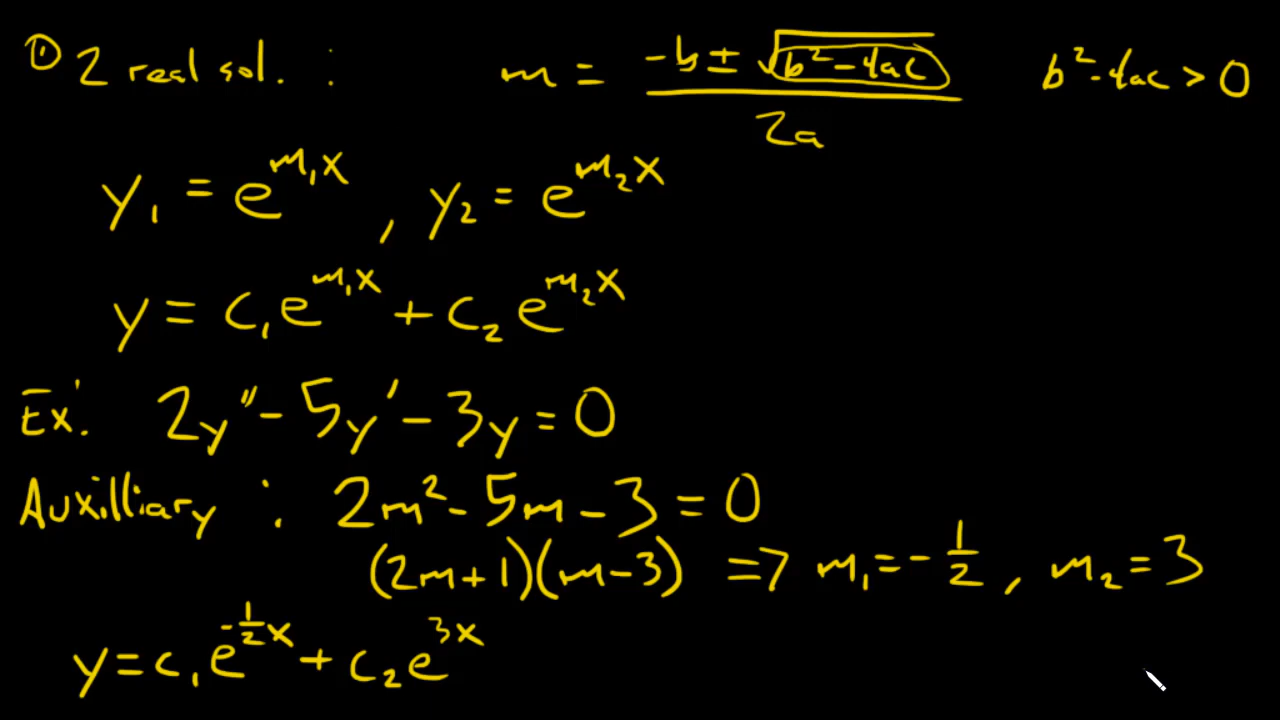 ① 2 real sol. : m = (-b ± √(b² - 4ac)) / 2a b² - 4ac > 0
y₁ = e^(m₁x) , y₂ = e^(m₂x)
y = c₁e^(m₁x) + c₂e^(m₂x)
Ex: 2y'' - 5y' - 3y = 0
Auxilliary : 2m² - 5m - 3 = 0
(2m+1)(m-3) => m₁ = -1/2 , m₂ = 3
y = c₁e^(-1/2 x) + c₂e^(3x)